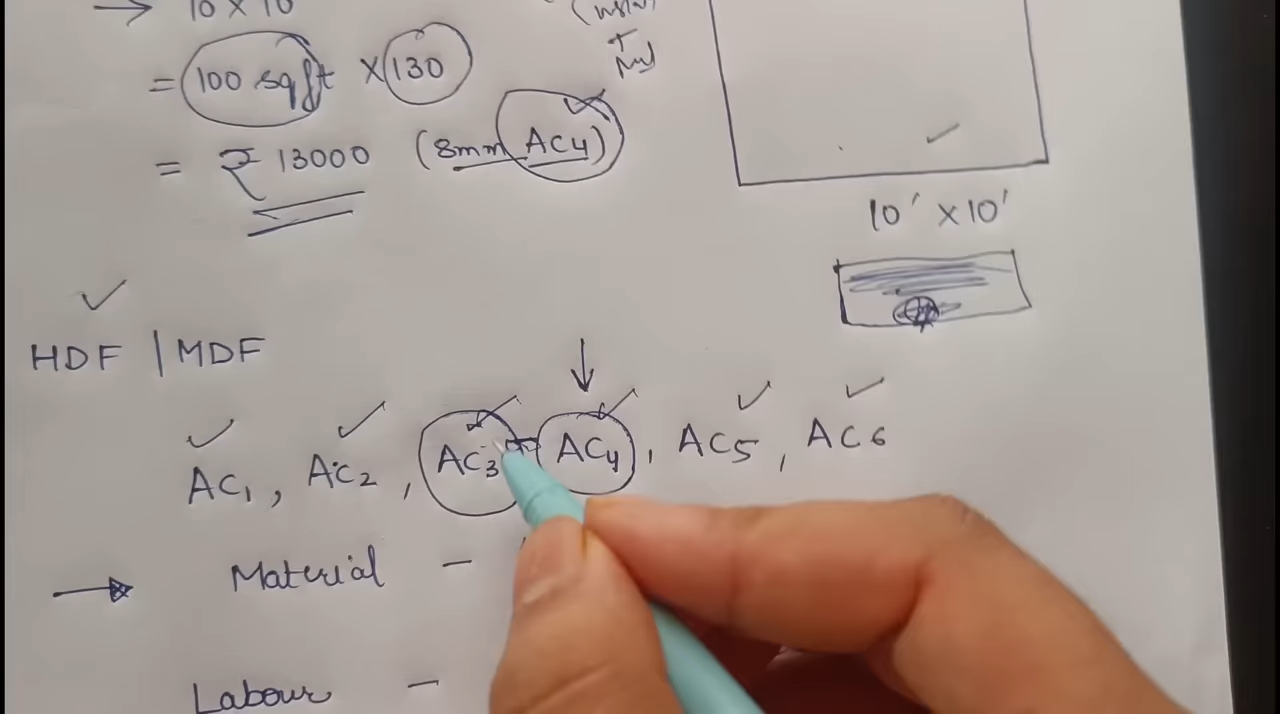 → 10 x 10
= 100 sqft x 130
= ₹ 13000 (8mm AC4)
10' x 10'
HDF | MDF
AC1, AC2, AC3 - AC4, AC5, AC6
→ Material -
Labour -